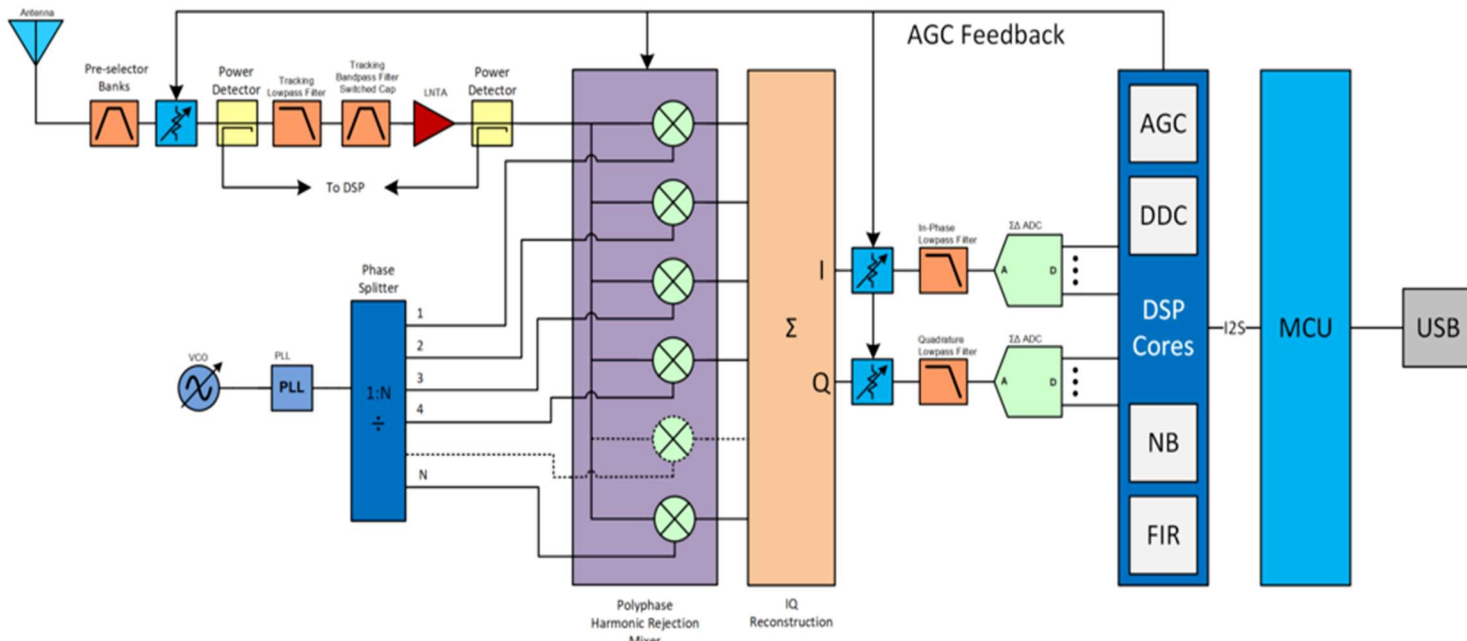 Antenna
AGC Feedback
Pre-selector
Banks
Power
Detector
Tracking
Lowpass Filter
Tracking
Bandpass Filter
Switched Cap
LNTA
Power
Detector
To DSP
AGC
DDC
DSP
Cores
NB
FIR
I2S
MCU
USB
In-Phase
Lowpass Filter
ΣΔ ADC
A
D
I
Σ
Q
Quadrature
Lowpass Filter
ΣΔ ADC
A
D
Phase
Splitter
VCO
PLL
PLL
1:N
÷
1
2
3
4
N
Polyphase
Harmonic Rejection
Mixer
IQ
Reconstruction